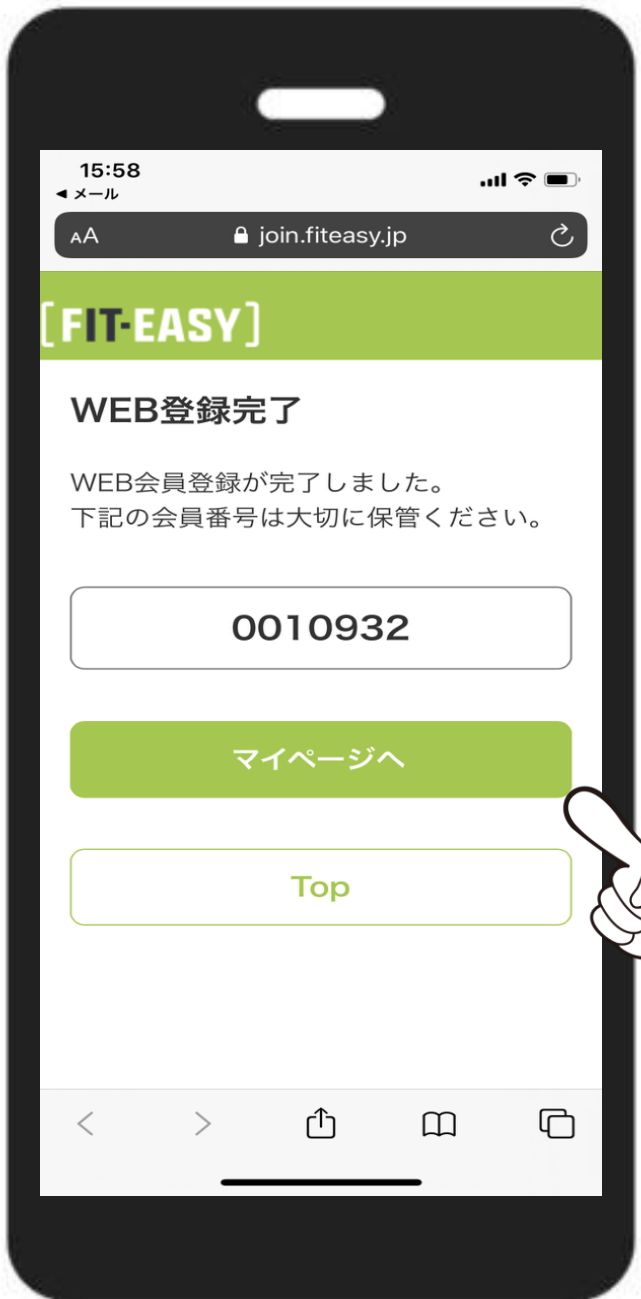 15:58
◀ メール
AA join.fiteasy.jp
[FIT-EASY]
WEB登録完了
WEB会員登録が完了しました。
下記の会員番号は大切に保管ください。
0010932
マイページへ
Top